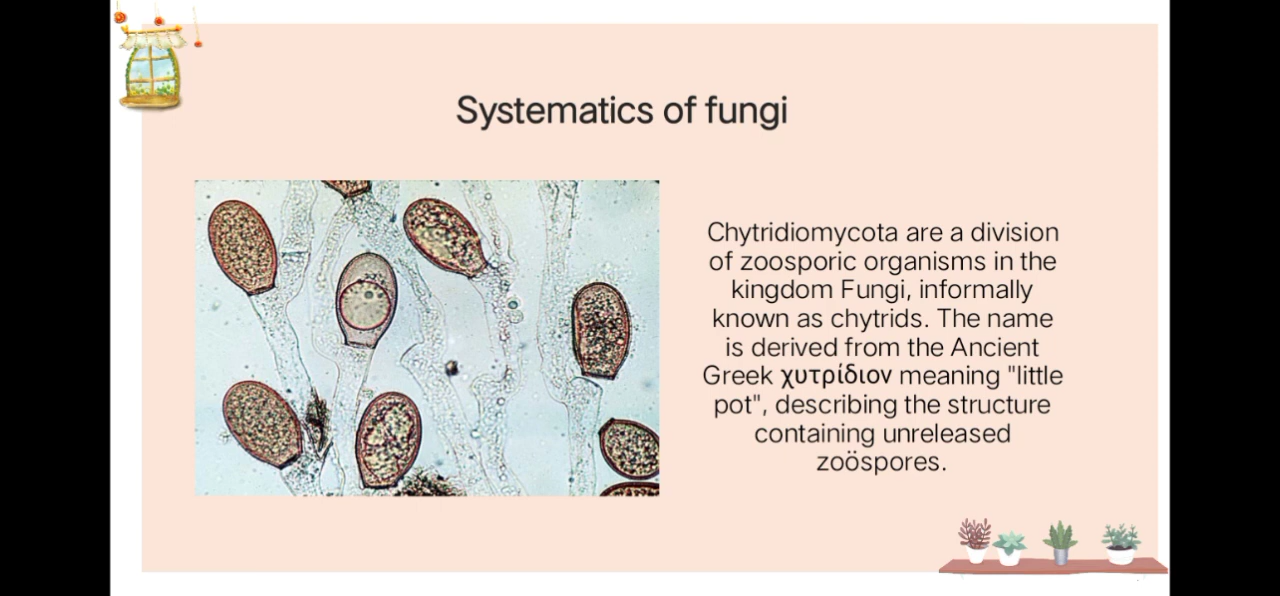 Systematics of fungi
Chytridiomycota are a division
of zoosporic organisms in the
kingdom Fungi, informally
known as chytrids. The name
is derived from the Ancient
Greek χυτρίδιον meaning "little
pot", describing the structure
containing unreleased
zoöspores.